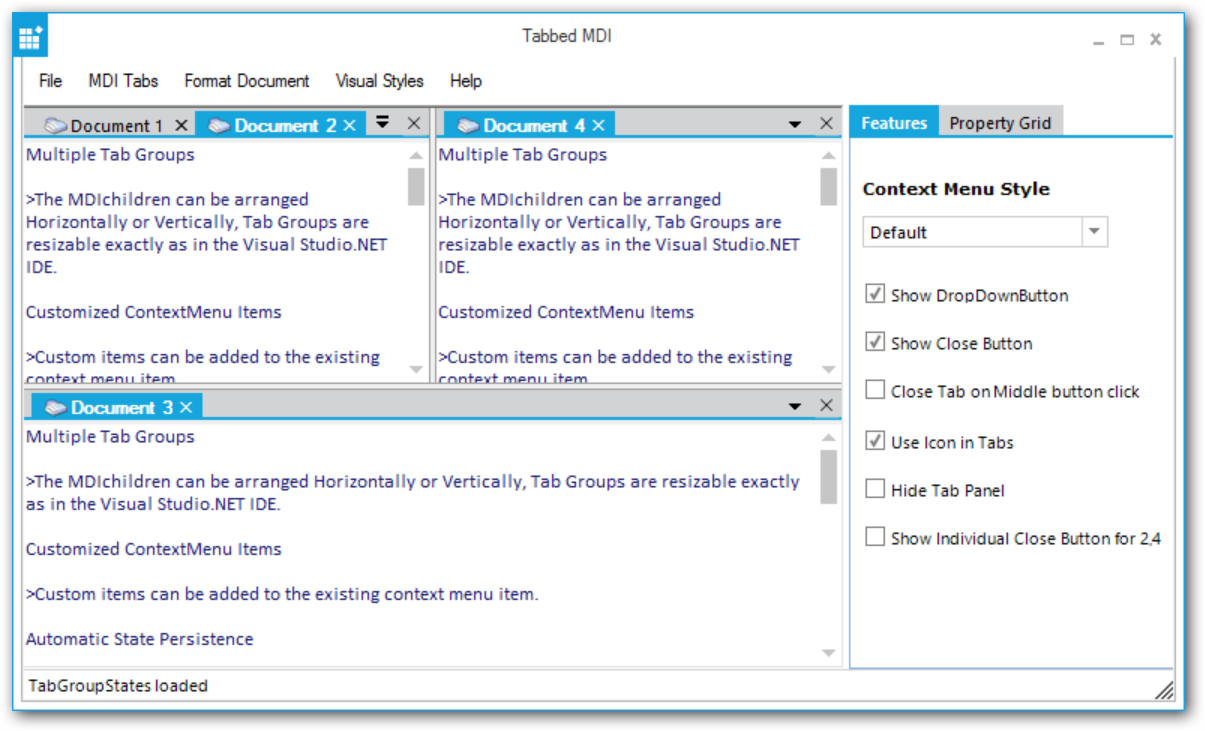 Tabbed MDI
File MDI Tabs Format Document Visual Styles Help
Document 1 Document 2
Multiple Tab Groups
>The MDIchildren can be arranged
Horizontally or Vertically, Tab Groups are
resizable exactly as in the Visual Studio.NET
IDE.
Customized ContextMenu Items
>Custom items can be added to the existing
context menu item
Document 4
Multiple Tab Groups
>The MDIchildren can be arranged
Horizontally or Vertically, Tab Groups are
resizable exactly as in the Visual Studio.NET
IDE.
Customized ContextMenu Items
>Custom items can be added to the existing
context menu item
Document 3
Multiple Tab Groups
>The MDIchildren can be arranged Horizontally or Vertically, Tab Groups are resizable exactly
as in the Visual Studio.NET IDE.
Customized ContextMenu Items
>Custom items can be added to the existing context menu item.
Automatic State Persistence
Features Property Grid
Context Menu Style
Default
Show DropDownButton
Show Close Button
Close Tab on Middle button click
Use Icon in Tabs
Hide Tab Panel
Show Individual Close Button for 2,4
TabGroupStates loaded